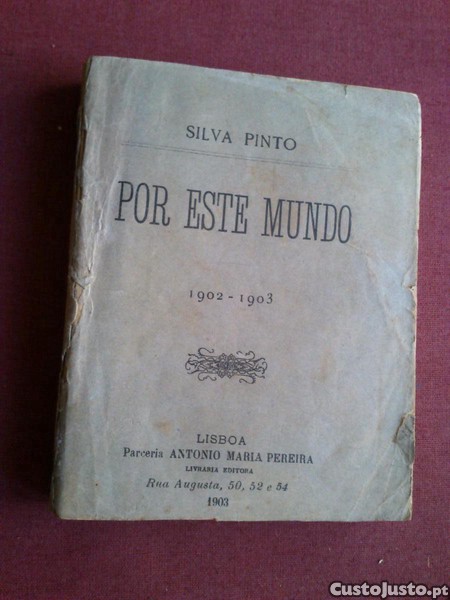 SILVA PINTO
POR ESTE MUNDO
1902-1903
LISBOA
Parceria ANTONIO MARIA PEREIRA
LIVRARIA EDITORA
Rua Augusta, 50, 52 e 54
1903
CustoJusto.pt